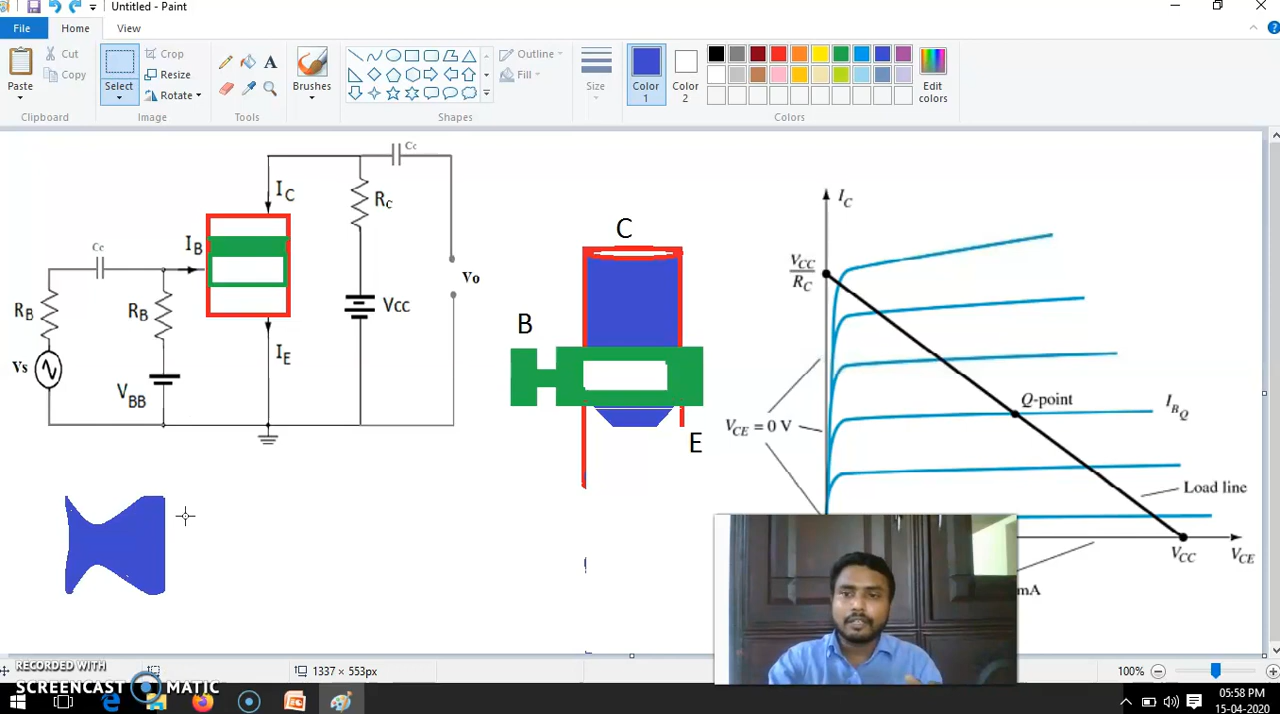 Untitled - Paint
File
Home
View
Paste
Cut
Copy
Clipboard
Select
Crop
Resize
Rotate
Image
Tools
A
Brushes
Shapes
Outline
Fill
Size
Color 1
Color 2
Edit colors
Colors
Cc
IC
RC
Cc
IB
RB
RB
VCC
Vo
Vs
IE
VBB
C
B
E
IC
VCC
RC
VCE = 0 V
Q-point
IBQ
Load line
VCC
VCE
mA
RECORDED WITH
SCREENCAST MATIC
1337 × 553px
100%
05:58 PM
15-04-2020